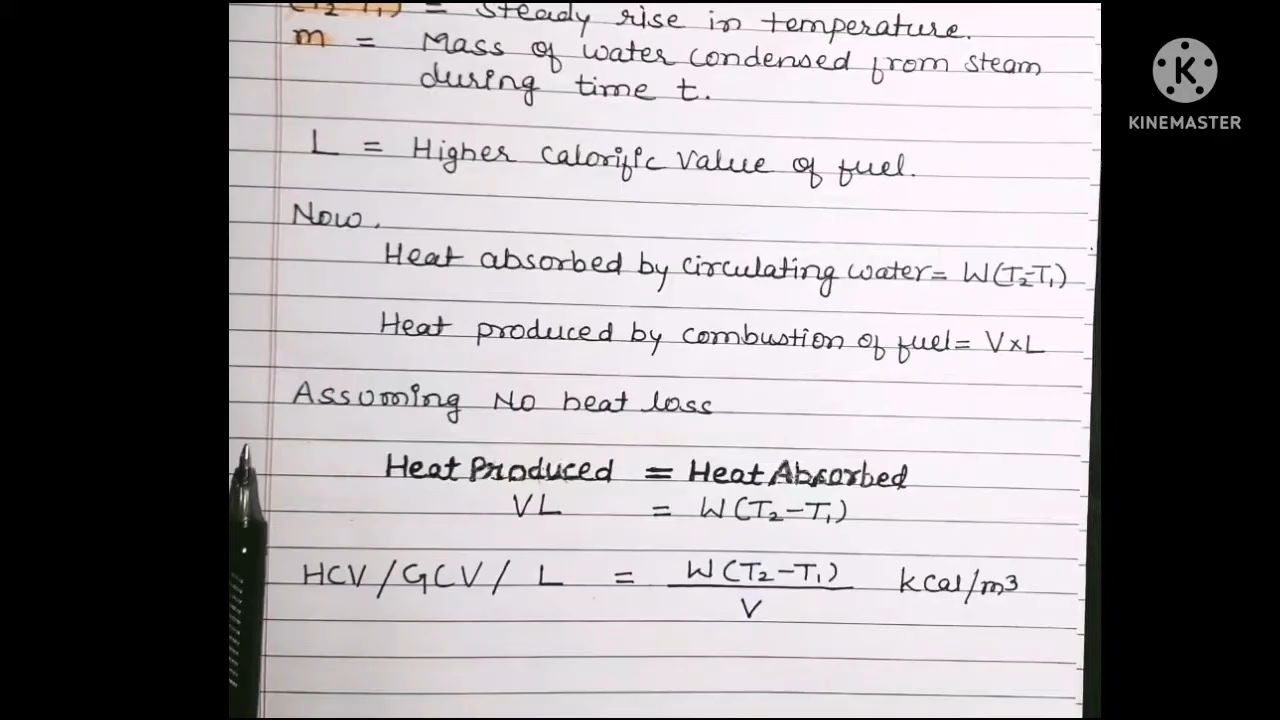 (T₂-T₁) = Steady rise in temperature.
m = Mass of water condensed from steam
during time t.
L = Higher calorific value of fuel.
Now,
Heat absorbed by circulating water= W(T₂-T₁)
Heat produced by combustion of fuel= V×L
Assuming No heat loss
Heat Produced = Heat Absorbed
VL = W(T₂-T₁)
HCV/GCV/ L = W(T₂-T₁) / V kcal/m³
K
KINEMASTER